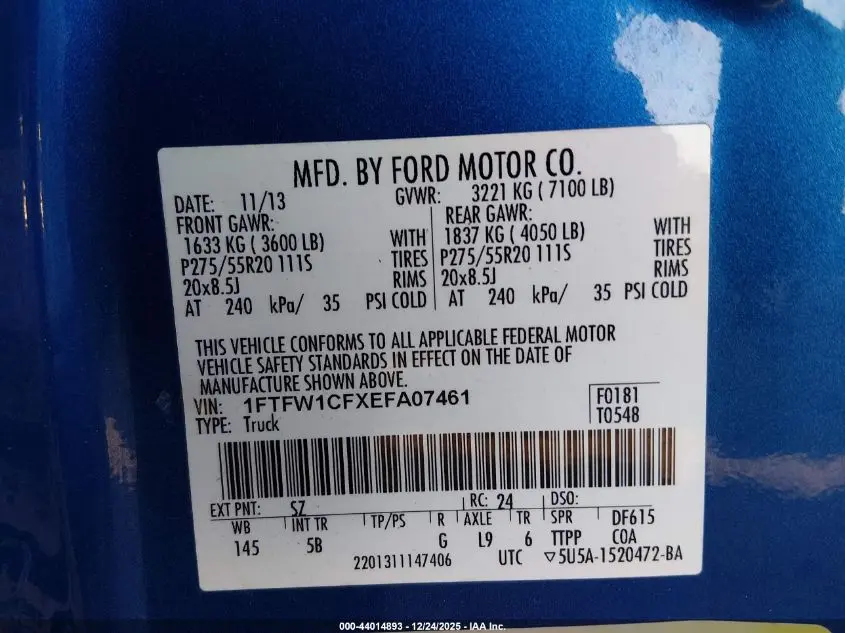 MFD. BY FORD MOTOR CO.
DATE: 11/13 GVWR: 3221 KG ( 7100 LB)
FRONT GAWR: REAR GAWR:
1633 KG ( 3600 LB) WITH 1837 KG ( 4050 LB) WITH
P275/55R20 111S TIRES P275/55R20 111S TIRES
20x8.5J RIMS 20x8.5J RIMS
AT 240 kPa/ 35 PSI COLD AT 240 kPa/ 35 PSI COLD
THIS VEHICLE CONFORMS TO ALL APPLICABLE FEDERAL MOTOR
VEHICLE SAFETY STANDARDS IN EFFECT ON THE DATE OF
MANUFACTURE SHOWN ABOVE.
VIN: 1FTFW1CFXEFA07461 F0181
TYPE: Truck T0548
EXT PNT: SZ RC: 24 DSO:
WB INT TR TP/PS R AXLE TR SPR DF615
145 5B G L9 6 TTPP COA
2201311147406 UTC ▽5U5A-1520472-BA
000-44014893 - 12/24/2025 - IAA Inc.